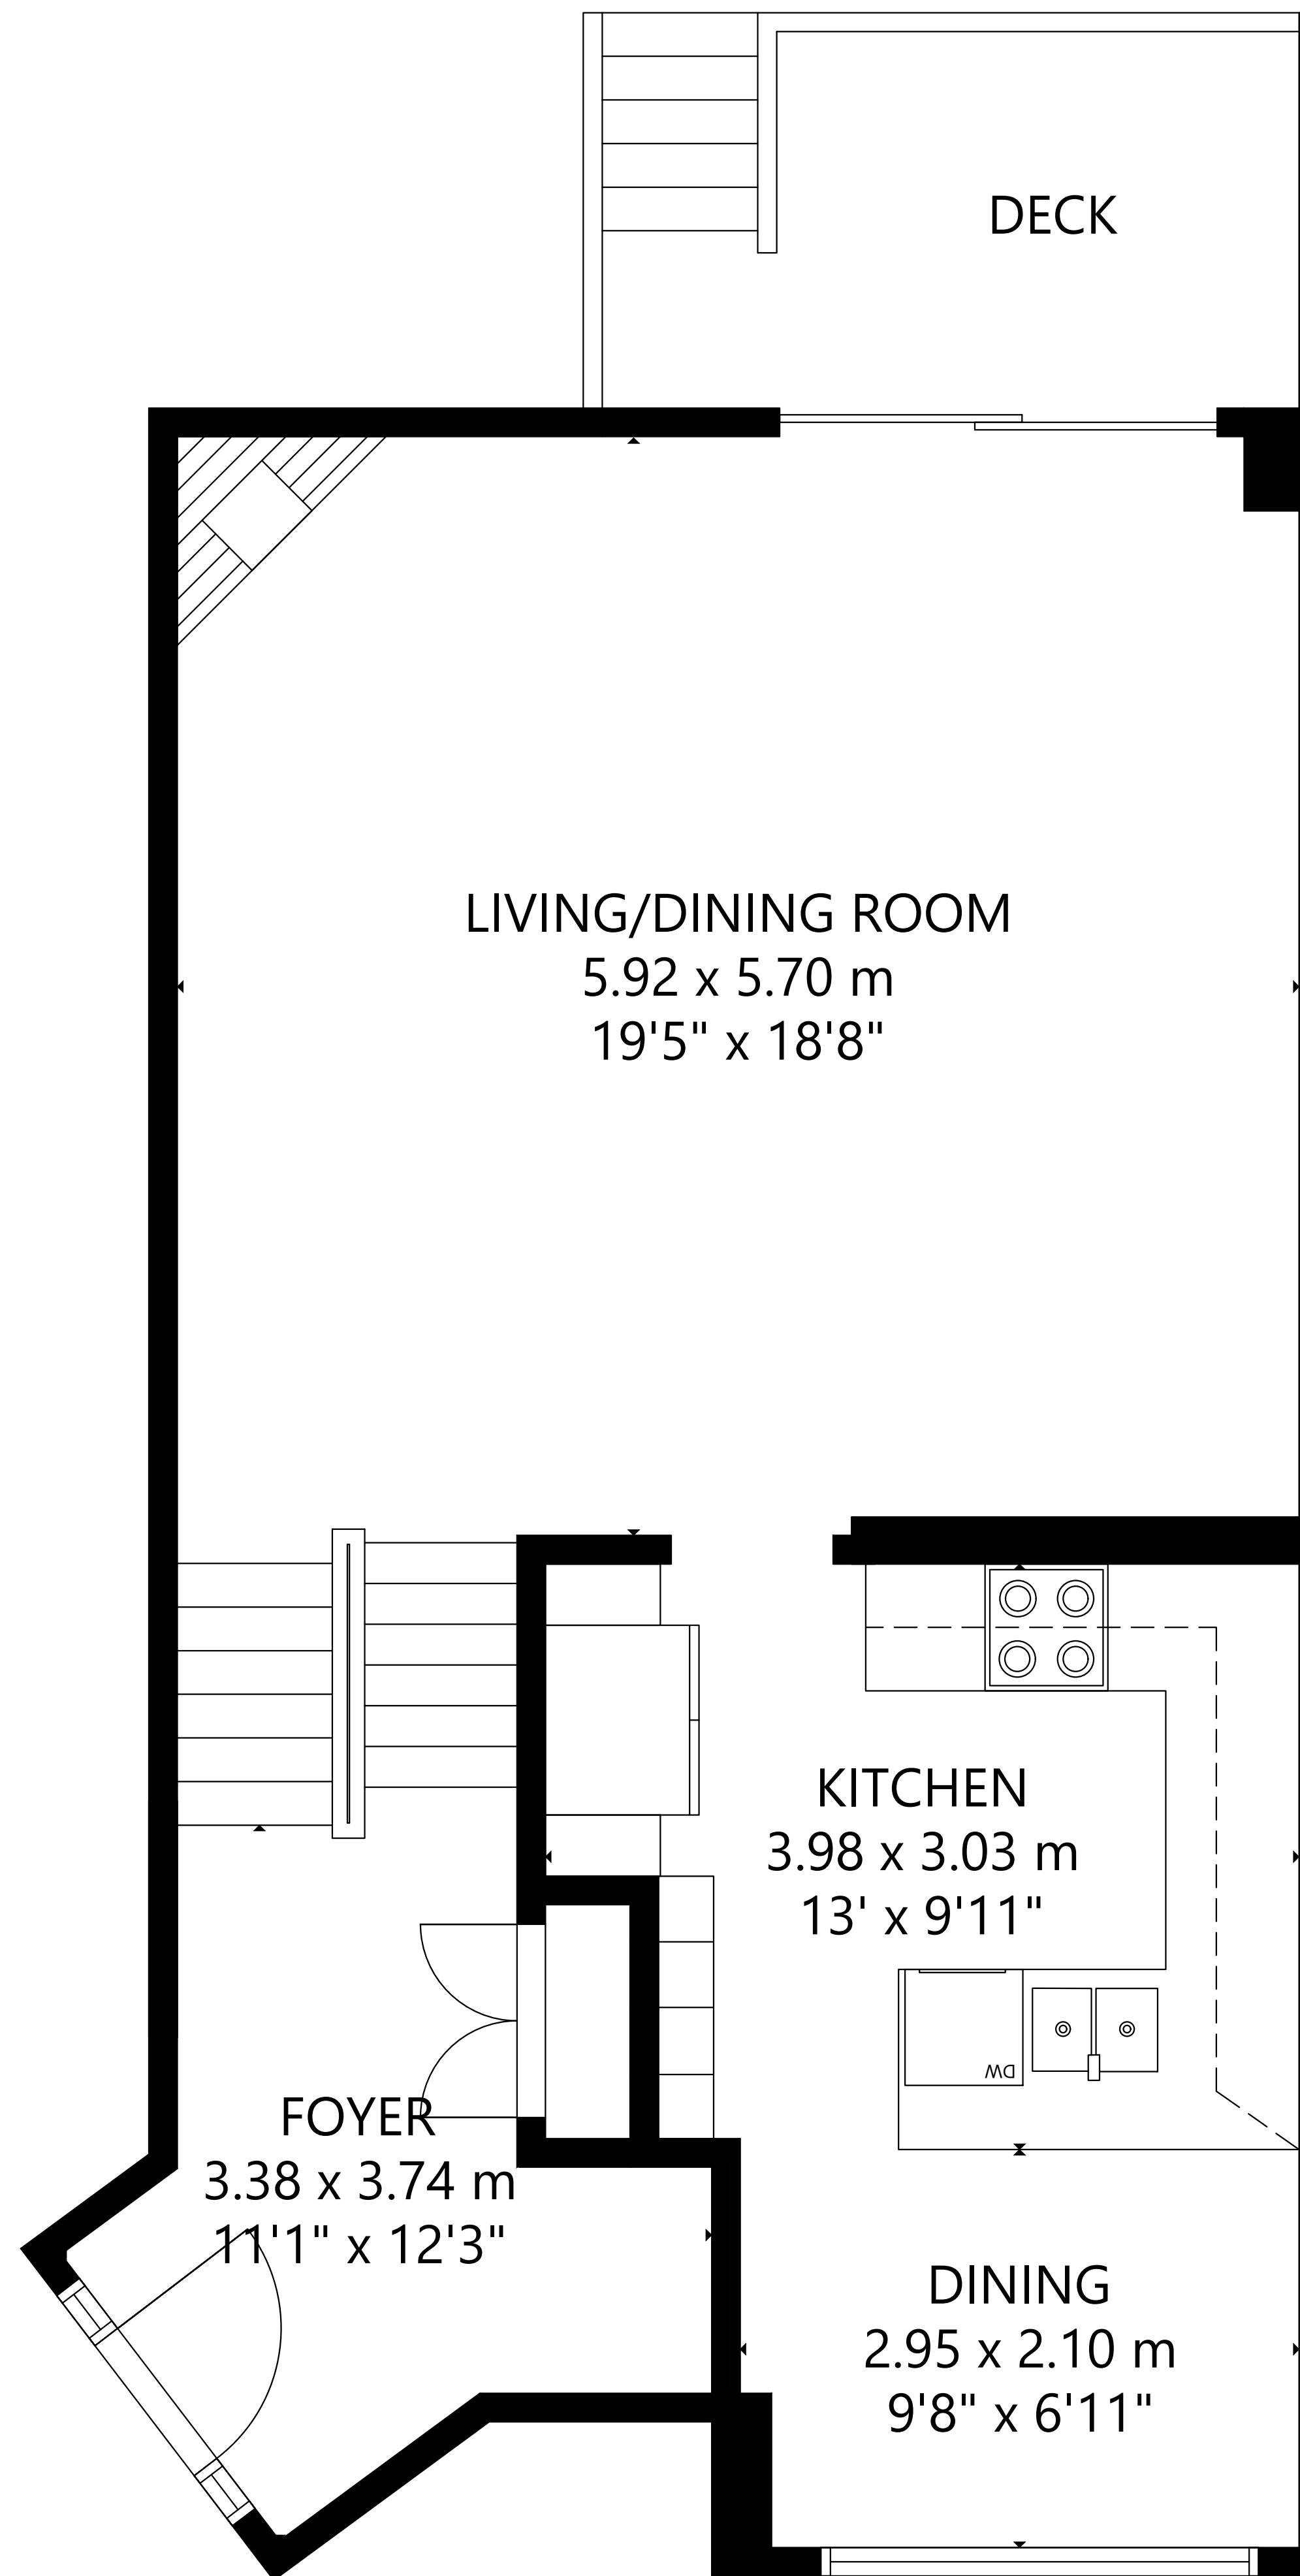 DECK
LIVING/DINING ROOM
5.92 x 5.70 m
19'5" x 18'8"
KITCHEN
3.98 x 3.03 m
13' x 9'11"
DW
FOYER
3.38 x 3.74 m
11'1" x 12'3"
DINING
2.95 x 2.10 m
9'8" x 6'11"